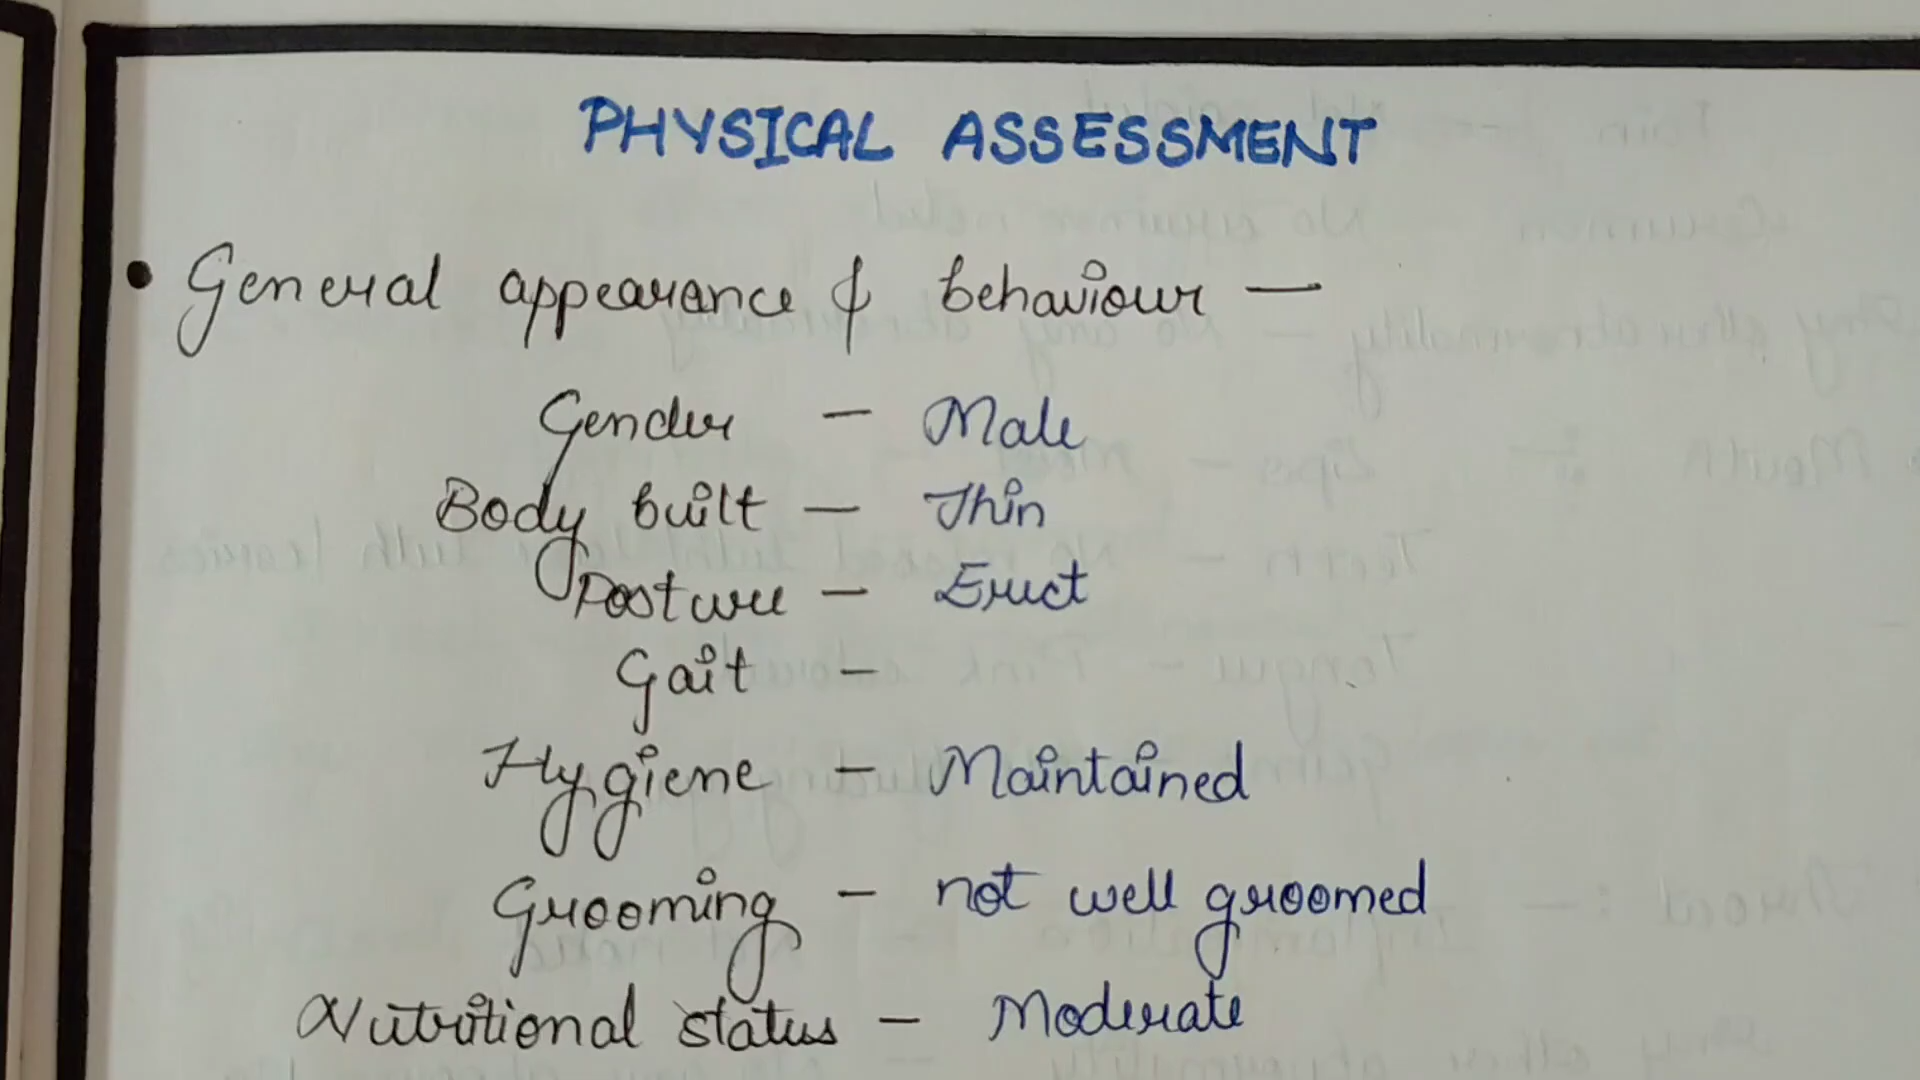 PHYSICAL ASSESSMENT
• General appearance & behaviour —
Gender — Male
Body built — Thin
Posture — Erect
Gait —
Hygiene — Maintained
Grooming — not well groomed
Nutritional status — Moderate